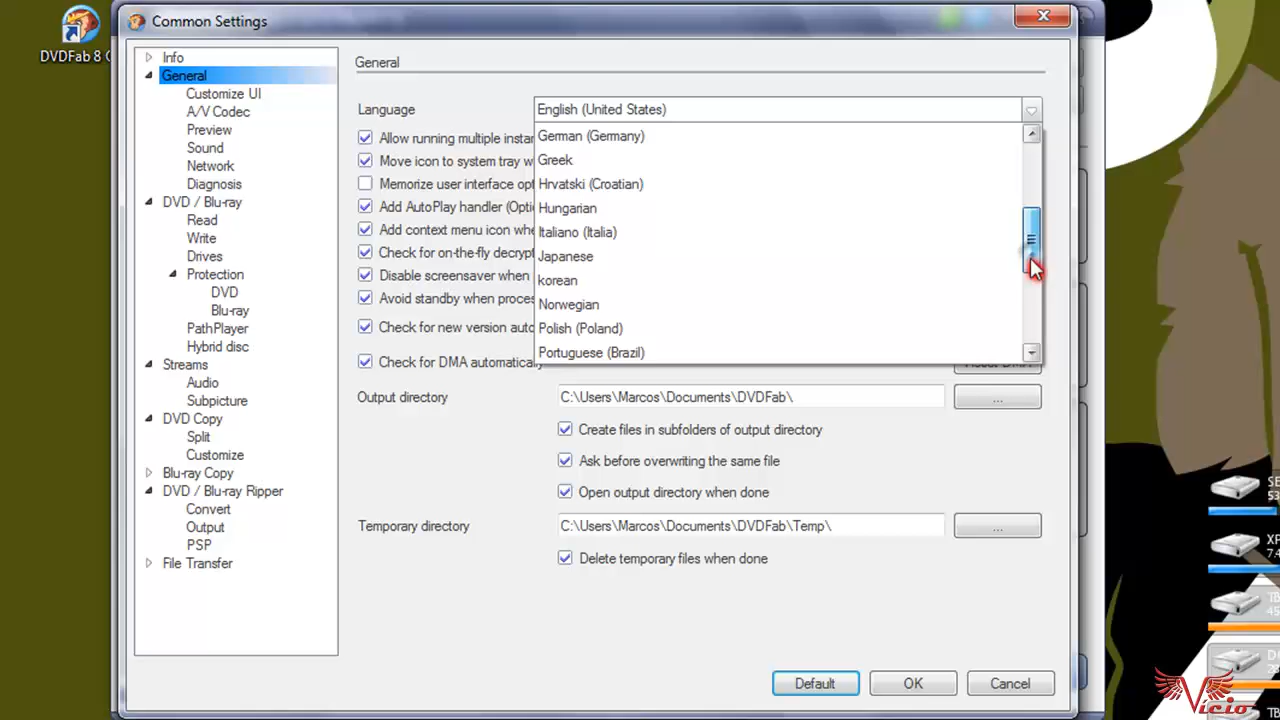 Common Settings
DVDFab 8
Info
General
Customize UI
A/V Codec
Preview
Sound
Network
Diagnosis
DVD / Blu-ray
Read
Write
Drives
Protection
DVD
Blu-ray
PathPlayer
Hybrid disc
Streams
Audio
Subpicture
DVD Copy
Split
Customize
Blu-ray Copy
DVD / Blu-ray Ripper
Convert
Output
PSP
File Transfer
General
Language English (United States)
Allow running multiple instan
Move icon to system tray w
Memorize user interface opt
Add AutoPlay handler (Optic
Add context menu icon whe
Check for on-the-fly decrypt
Disable screensaver when
Avoid standby when proces
Check for new version auto
Check for DMA automatically
German (Germany)
Greek
Hrvatski (Croatian)
Hungarian
Italiano (Italia)
Japanese
korean
Norwegian
Polish (Poland)
Portuguese (Brazil)
Output directory C:\Users\Marcos\Documents\DVDFab\ ...
Create files in subfolders of output directory
Ask before overwriting the same file
Open output directory when done
Temporary directory C:\Users\Marcos\Documents\DVDFab\Temp\ ...
Delete temporary files when done
Default OK Cancel
Vicio